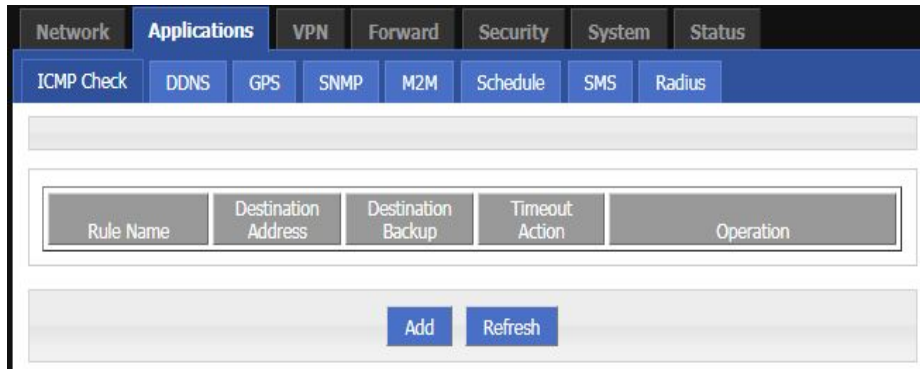 Network Applications VPN Forward Security System Status
ICMP Check DDNS GPS SNMP M2M Schedule SMS Radius
Rule Name Destination Address Destination Backup Timeout Action Operation
Add Refresh